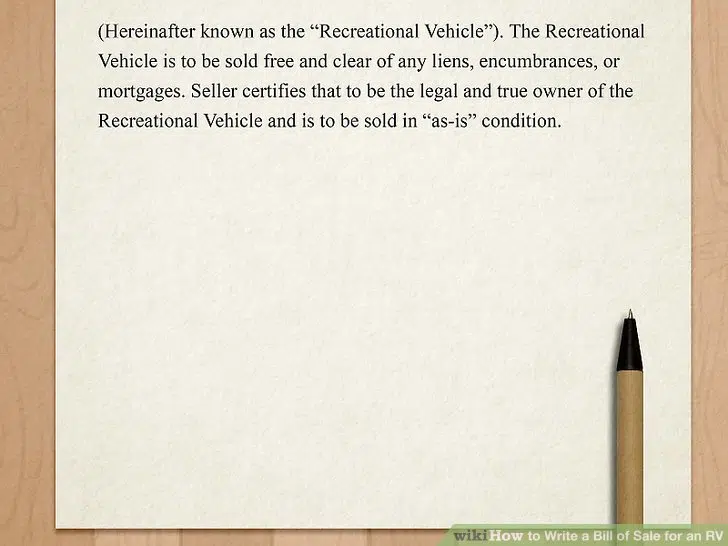 (Hereinafter known as the “Recreational Vehicle”). The Recreational
Vehicle is to be sold free and clear of any liens, encumbrances, or
mortgages. Seller certifies that to be the legal and true owner of the
Recreational Vehicle and is to be sold in “as-is” condition.
wikiHow to Write a Bill of Sale for an RV